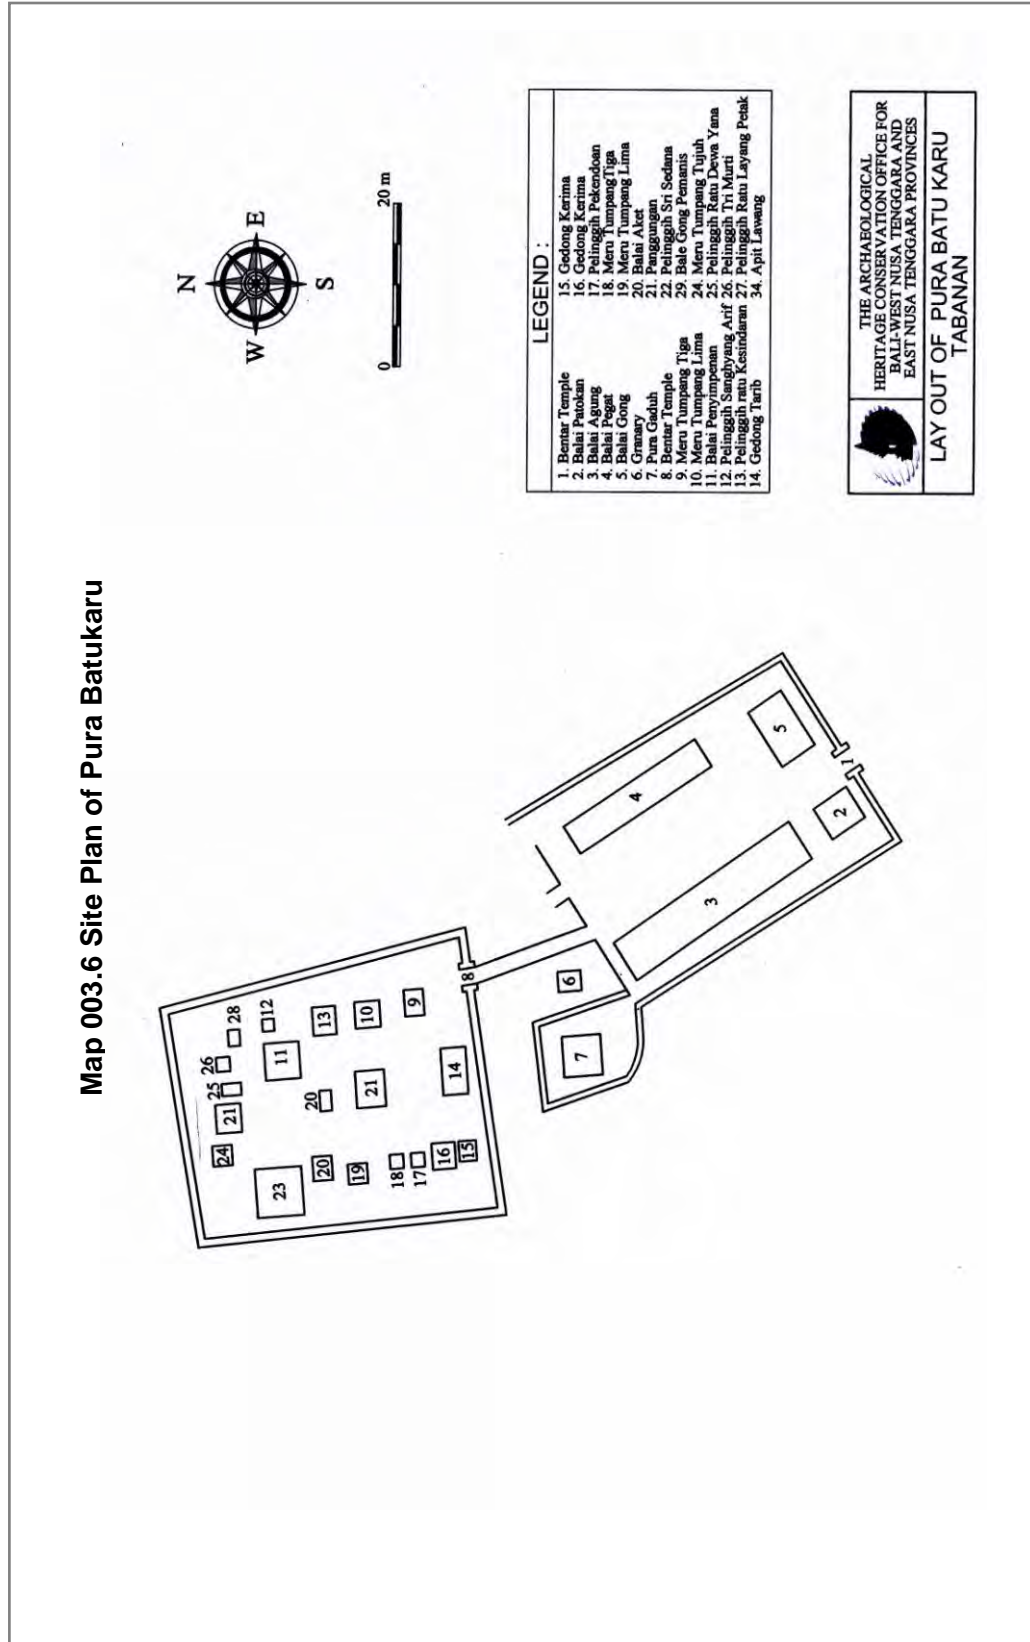 Map 003.6 Site Plan of Pura Batukaru
N
W
E
S
0
20 m
LEGEND :
1. Bentar Temple
2. Balai Patokan
3. Balai Agung
4. Balai Pegat
5. Balai Gong
6. Granary
7. Pura Gaduh
8. Bentar Temple
9. Meru Tumpang Tiga
10. Meru Tumpang Lima
11. Balai Penyimpenan
12. Pelinggih Sanghyang Arif
13. Pelinggih ratu Kesindaran
14. Gedong Tarib
15. Gedong Kerima
16. Gedong Kerima
17. Pelinggih Pekendoan
18. Meru TumpangTiga
19. Meru Tumpang Lima
20. Balai Aket
21. Panggungan
22. Pelinggih Sri Sedana
29. Bale Gong Pemanis
24. Meru Tumpang Tujuh
25. Pelinggih Ratu Dewa Yana
26. Pelinggih Tri Murti
27. Pelinggih Ratu Layang Petak
34. Apit Lawang
THE ARCHAEOLOGICAL
HERITAGE CONSERVATION OFFICE FOR
BALI-WEST NUSA TENGGARA AND
EAST NUSA TENGGARA PROVINCES
LAY OUT OF PURA BATU KARU
TABANAN
24
21
25
26
28
12
23
11
20
20
13
19
21
10
18
17
9
16
15
14
8
7
6
3
4
2
5
1